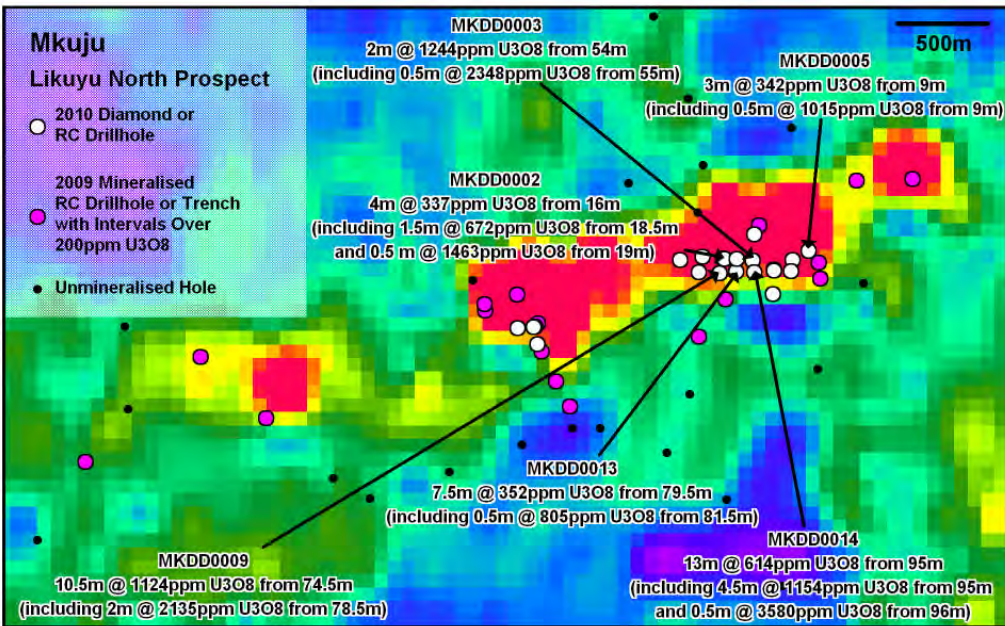 Mkuju
Likuyu North Prospect
2010 Diamond or
RC Drillhole
2009 Mineralised
RC Drillhole or Trench
with Intervals Over
200ppm U3O8
Unmineralised Hole
MKDD0003
2m @ 1244ppm U3O8 from 54m
(including 0.5m @ 2348ppm U3O8 from 55m)
500m
MKDD0005
3m @ 342ppm U3O8 from 9m
(including 0.5m @ 1015ppm U3O8 from 9m)
MKDD0002
4m @ 337ppm U3O8 from 16m
(including 1.5m @ 672ppm U3O8 from 18.5m
and 0.5 m @ 1463ppm U3O8 from 19m)
MKDD0013
7.5m @ 352ppm U3O8 from 79.5m
(including 0.5m @ 805ppm U3O8 from 81.5m)
MKDD0009
10.5m @ 1124ppm U3O8 from 74.5m
(including 2m @ 2135ppm U3O8 from 78.5m)
MKDD0014
13m @ 614ppm U3O8 from 95m
(including 4.5m @ 1154ppm U3O8 from 95m
and 0.5m @ 3580ppm U3O8 from 96m)